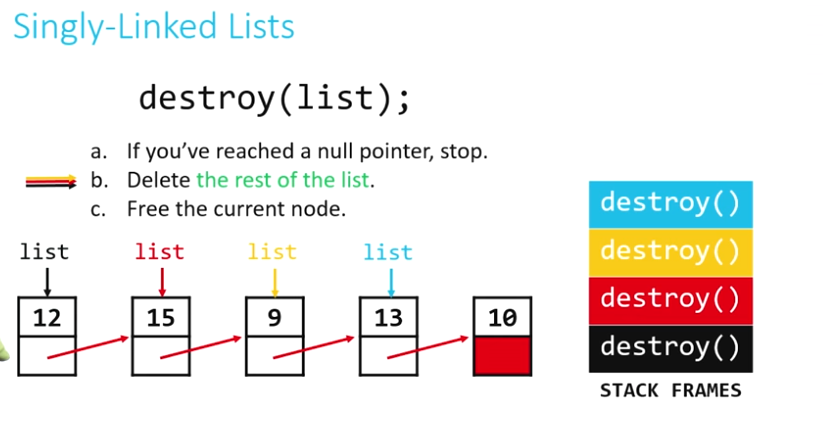 Singly-Linked Lists
destroy(list);
a. If you've reached a null pointer, stop.
b. Delete the rest of the list.
c. Free the current node.
list list list list
12 15 9 13 10
destroy()
destroy()
destroy()
destroy()
STACK FRAMES